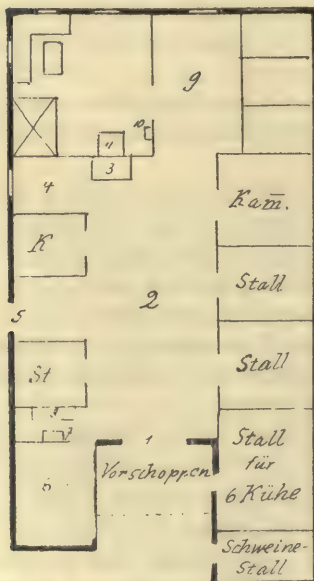 9
10
11
3
4
Kam̅.
K
Stall
2
5
St
Stall
1
Vorschoppen
Stall
für
6 Kühe
6
Schweine-
Stall